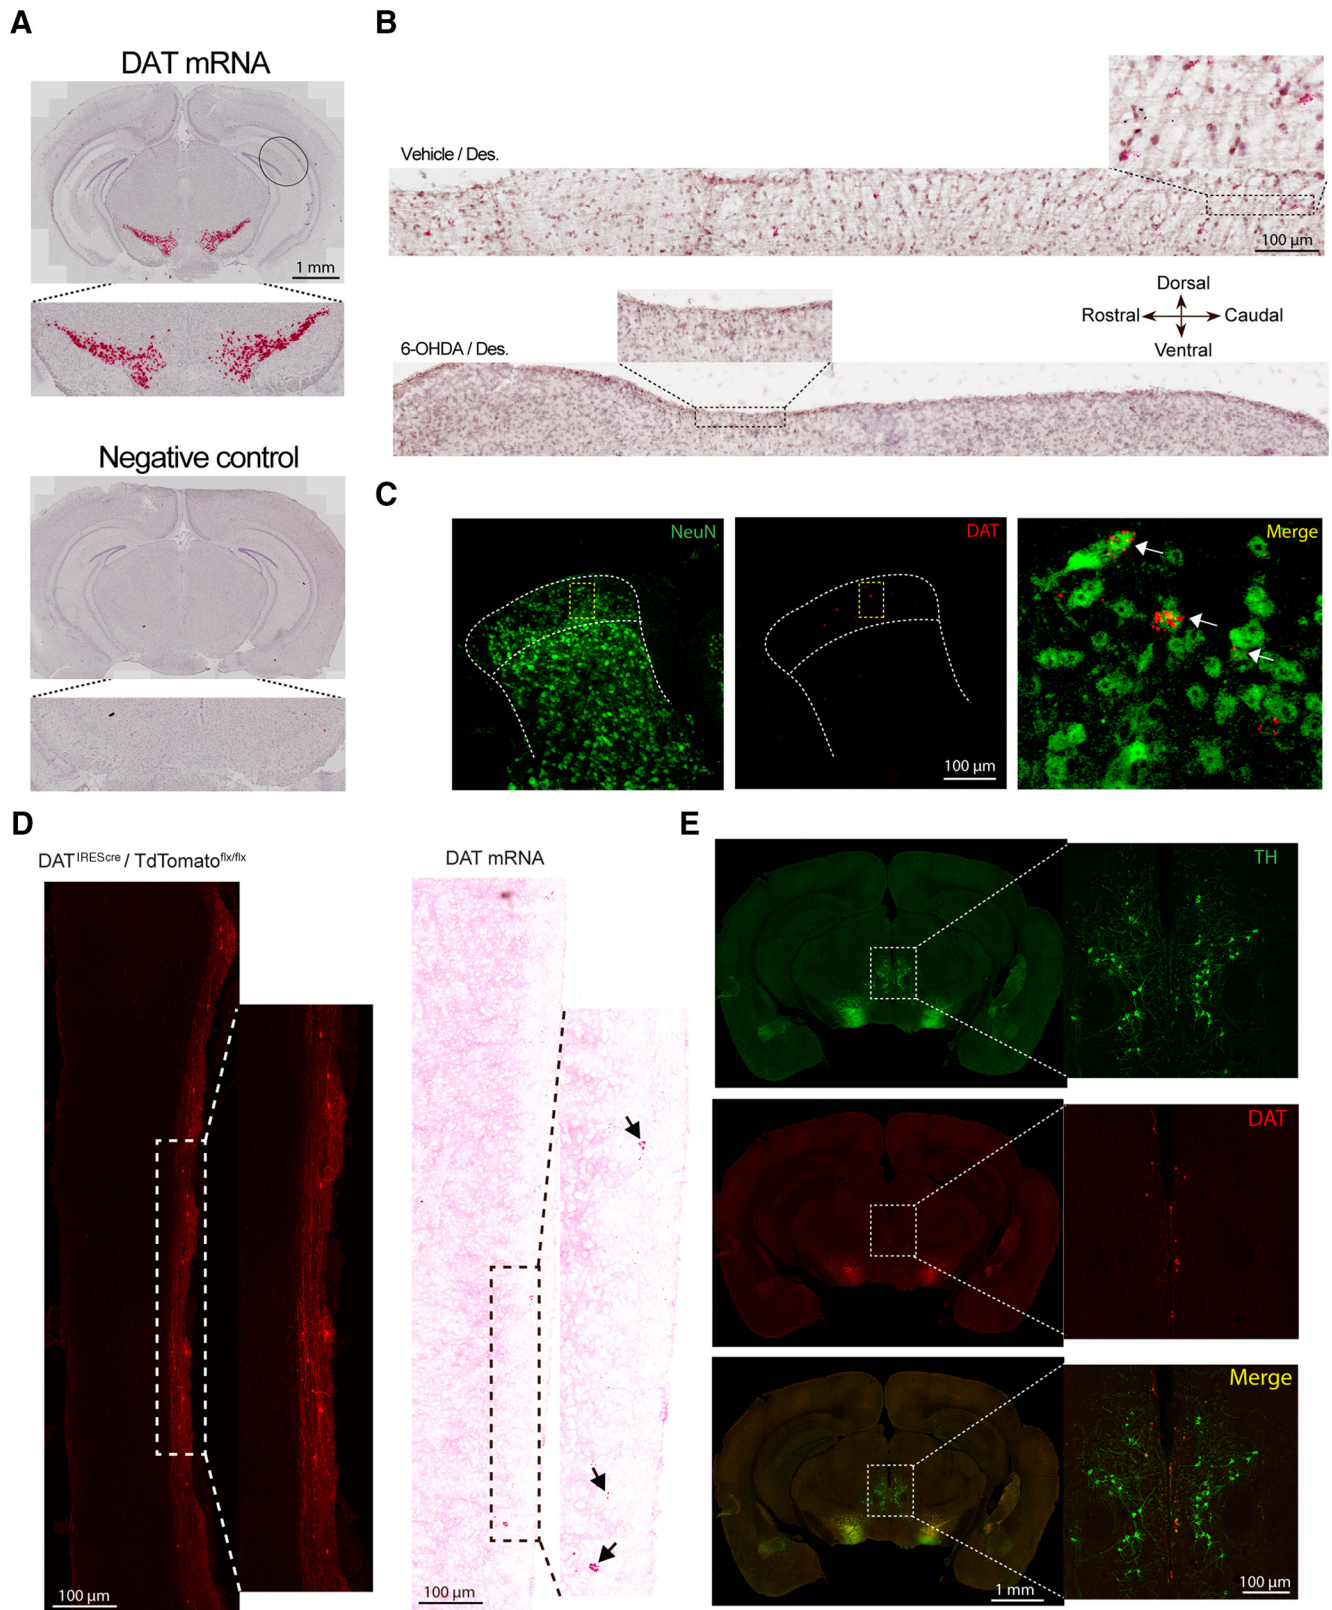 A
DAT mRNA
1 mm
Negative control
B
Vehicle / Des.
100 µm
6-OHDA / Des.
Dorsal
Rostral
Caudal
Ventral
C
NeuN
DAT
Merge
100 µm
D
DAT^IREScre / TdTomato^flx/flx
DAT mRNA
100 µm
100 µm
E
TH
DAT
Merge
1 mm
100 µm